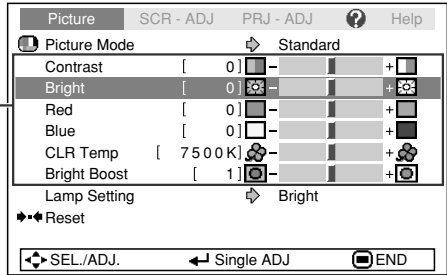 Picture SCR - ADJ PRJ - ADJ ? Help
Picture Mode Standard
Contrast [ 0] - +
Bright [ 0] - +
Red [ 0] - +
Blue [ 0] - +
CLR Temp [ 7500K] - +
Bright Boost [ 1] - +
Lamp Setting Bright
Reset
SEL./ADJ. Single ADJ END